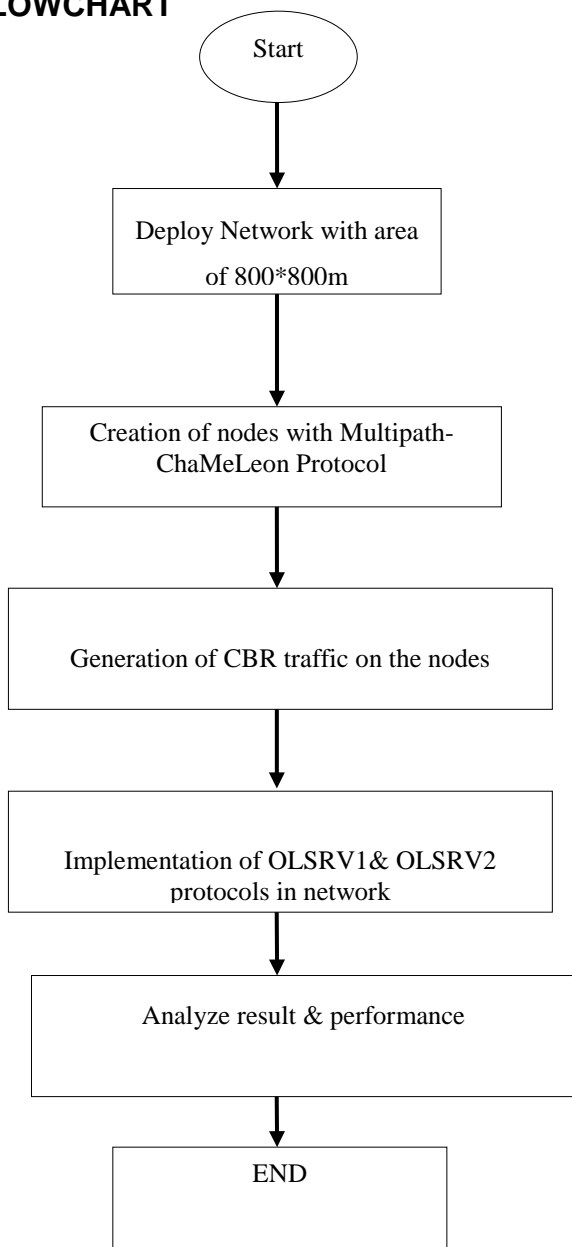 LOWCHART
Start
Deploy Network with area
of 800*800m
Creation of nodes with Multipath-
ChaMeLeon Protocol
Generation of CBR traffic on the nodes
Implementation of OLSRV1& OLSRV2
protocols in network
Analyze result & performance
END